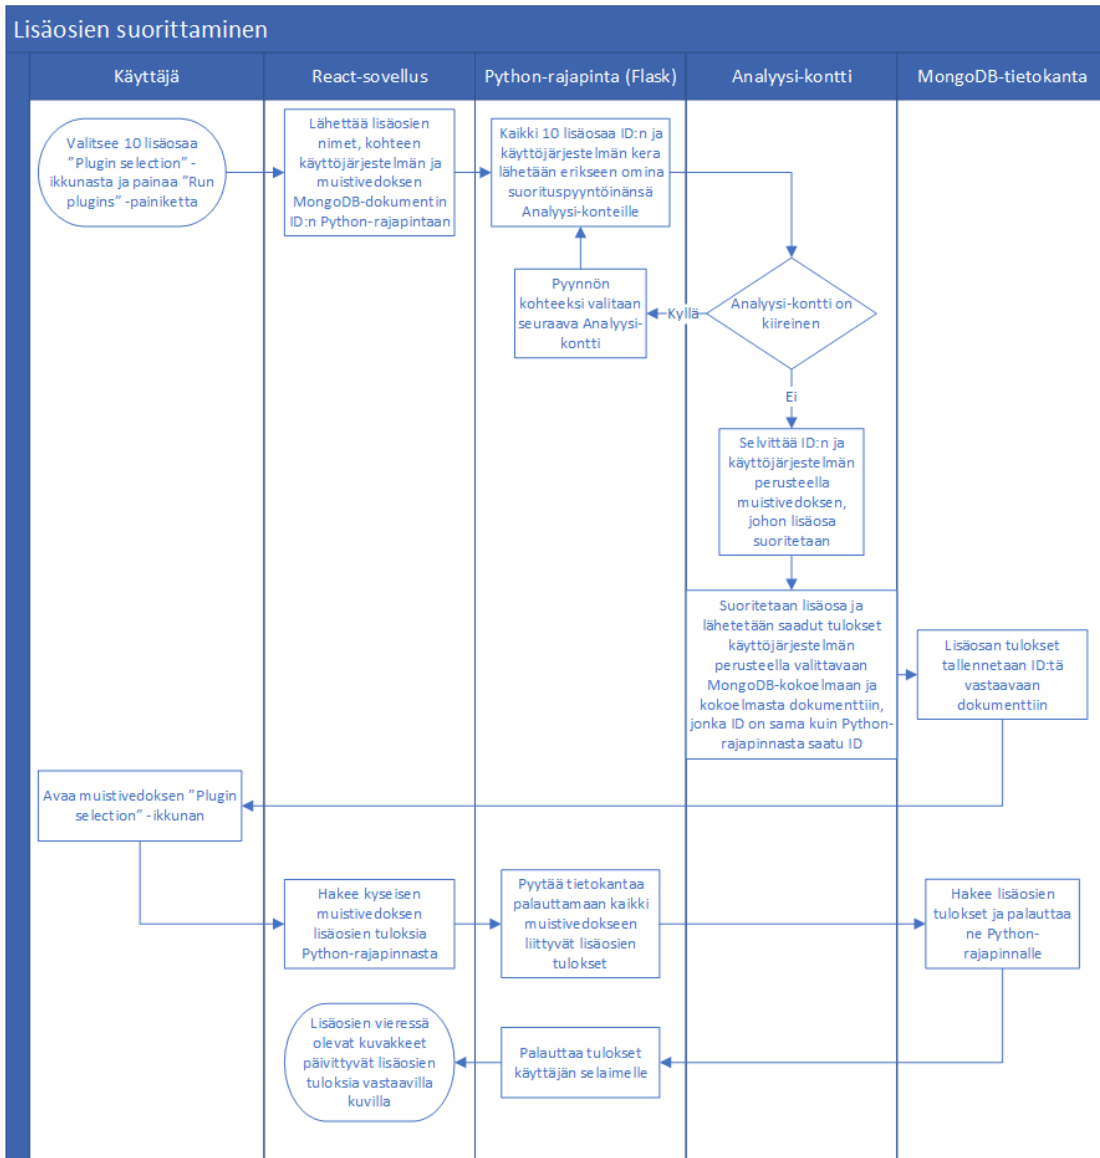 Lisäosien suorittaminen
Käyttäjä
React-sovellus
Python-rajapinta (Flask)
Analyysi-kontti
MongoDB-tietokanta
Valitsee 10 lisäosaa
”Plugin selection” -
ikkunasta ja painaa ”Run
plugins” -painiketta
Lähettää lisäosien
nimet, kohteen
käyttöjärjestelmän ja
muistivedoksen
MongoDB-dokumentin
ID:n Python-rajapintaan
Kaikki 10 lisäosaa ID:n ja
käyttöjärjestelmän kera
lähetään erikseen omina
suorituspyyntöinänsä
Analyysi-konteille
Pyynnön
kohteeksi valitaan
seuraava Analyysi-
kontti
Kyllä
Analyysi-kontti on
kiireinen
Ei
Selvittää ID:n ja
käyttöjärjestelmän
perusteella
muistivedoksen,
johon lisäosa
suoritetaan
Suoritetaan lisäosa ja
lähetetään saadut tulokset
käyttöjärjestelmän
perusteella valittavaan
MongoDB-kokoelmaan ja
kokoelmasta dokumenttiin,
jonka ID on sama kuin Python-
rajapinnasta saatu ID
Lisäosan tulokset
tallennetaan ID:tä
vastaavaan
dokumenttiin
Avaa muistivedoksen ”Plugin
selection” -ikkunan
Hakee kyseisen
muistivedoksen
lisäosien tuloksia
Python-rajapinnasta
Pyytää tietokantaa
palauttamaan kaikki
muistivedokseen
liittyvät lisäosien
tulokset
Hakee lisäosien
tulokset ja palauttaa
ne Python-
rajapinnalle
Lisäosien vieressä
olevat kuvakkeet
päivittyvät lisäosien
tuloksia vastaavilla
kuvilla
Palauttaa tulokset
käyttäjän selaimelle